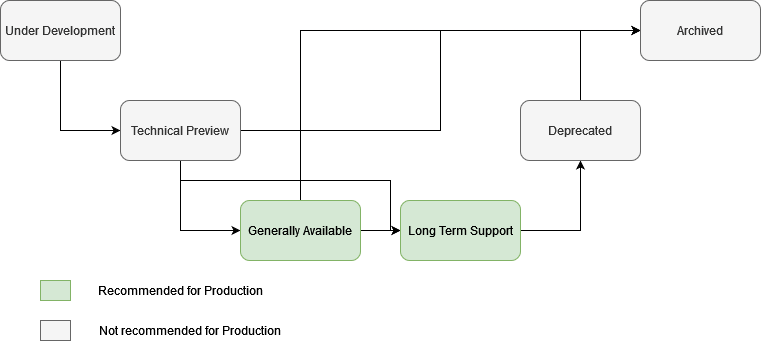 Under Development
Archived
Technical Preview
Deprecated
Generally Available
Long Term Support
Recommended for Production
Not recommended for Production